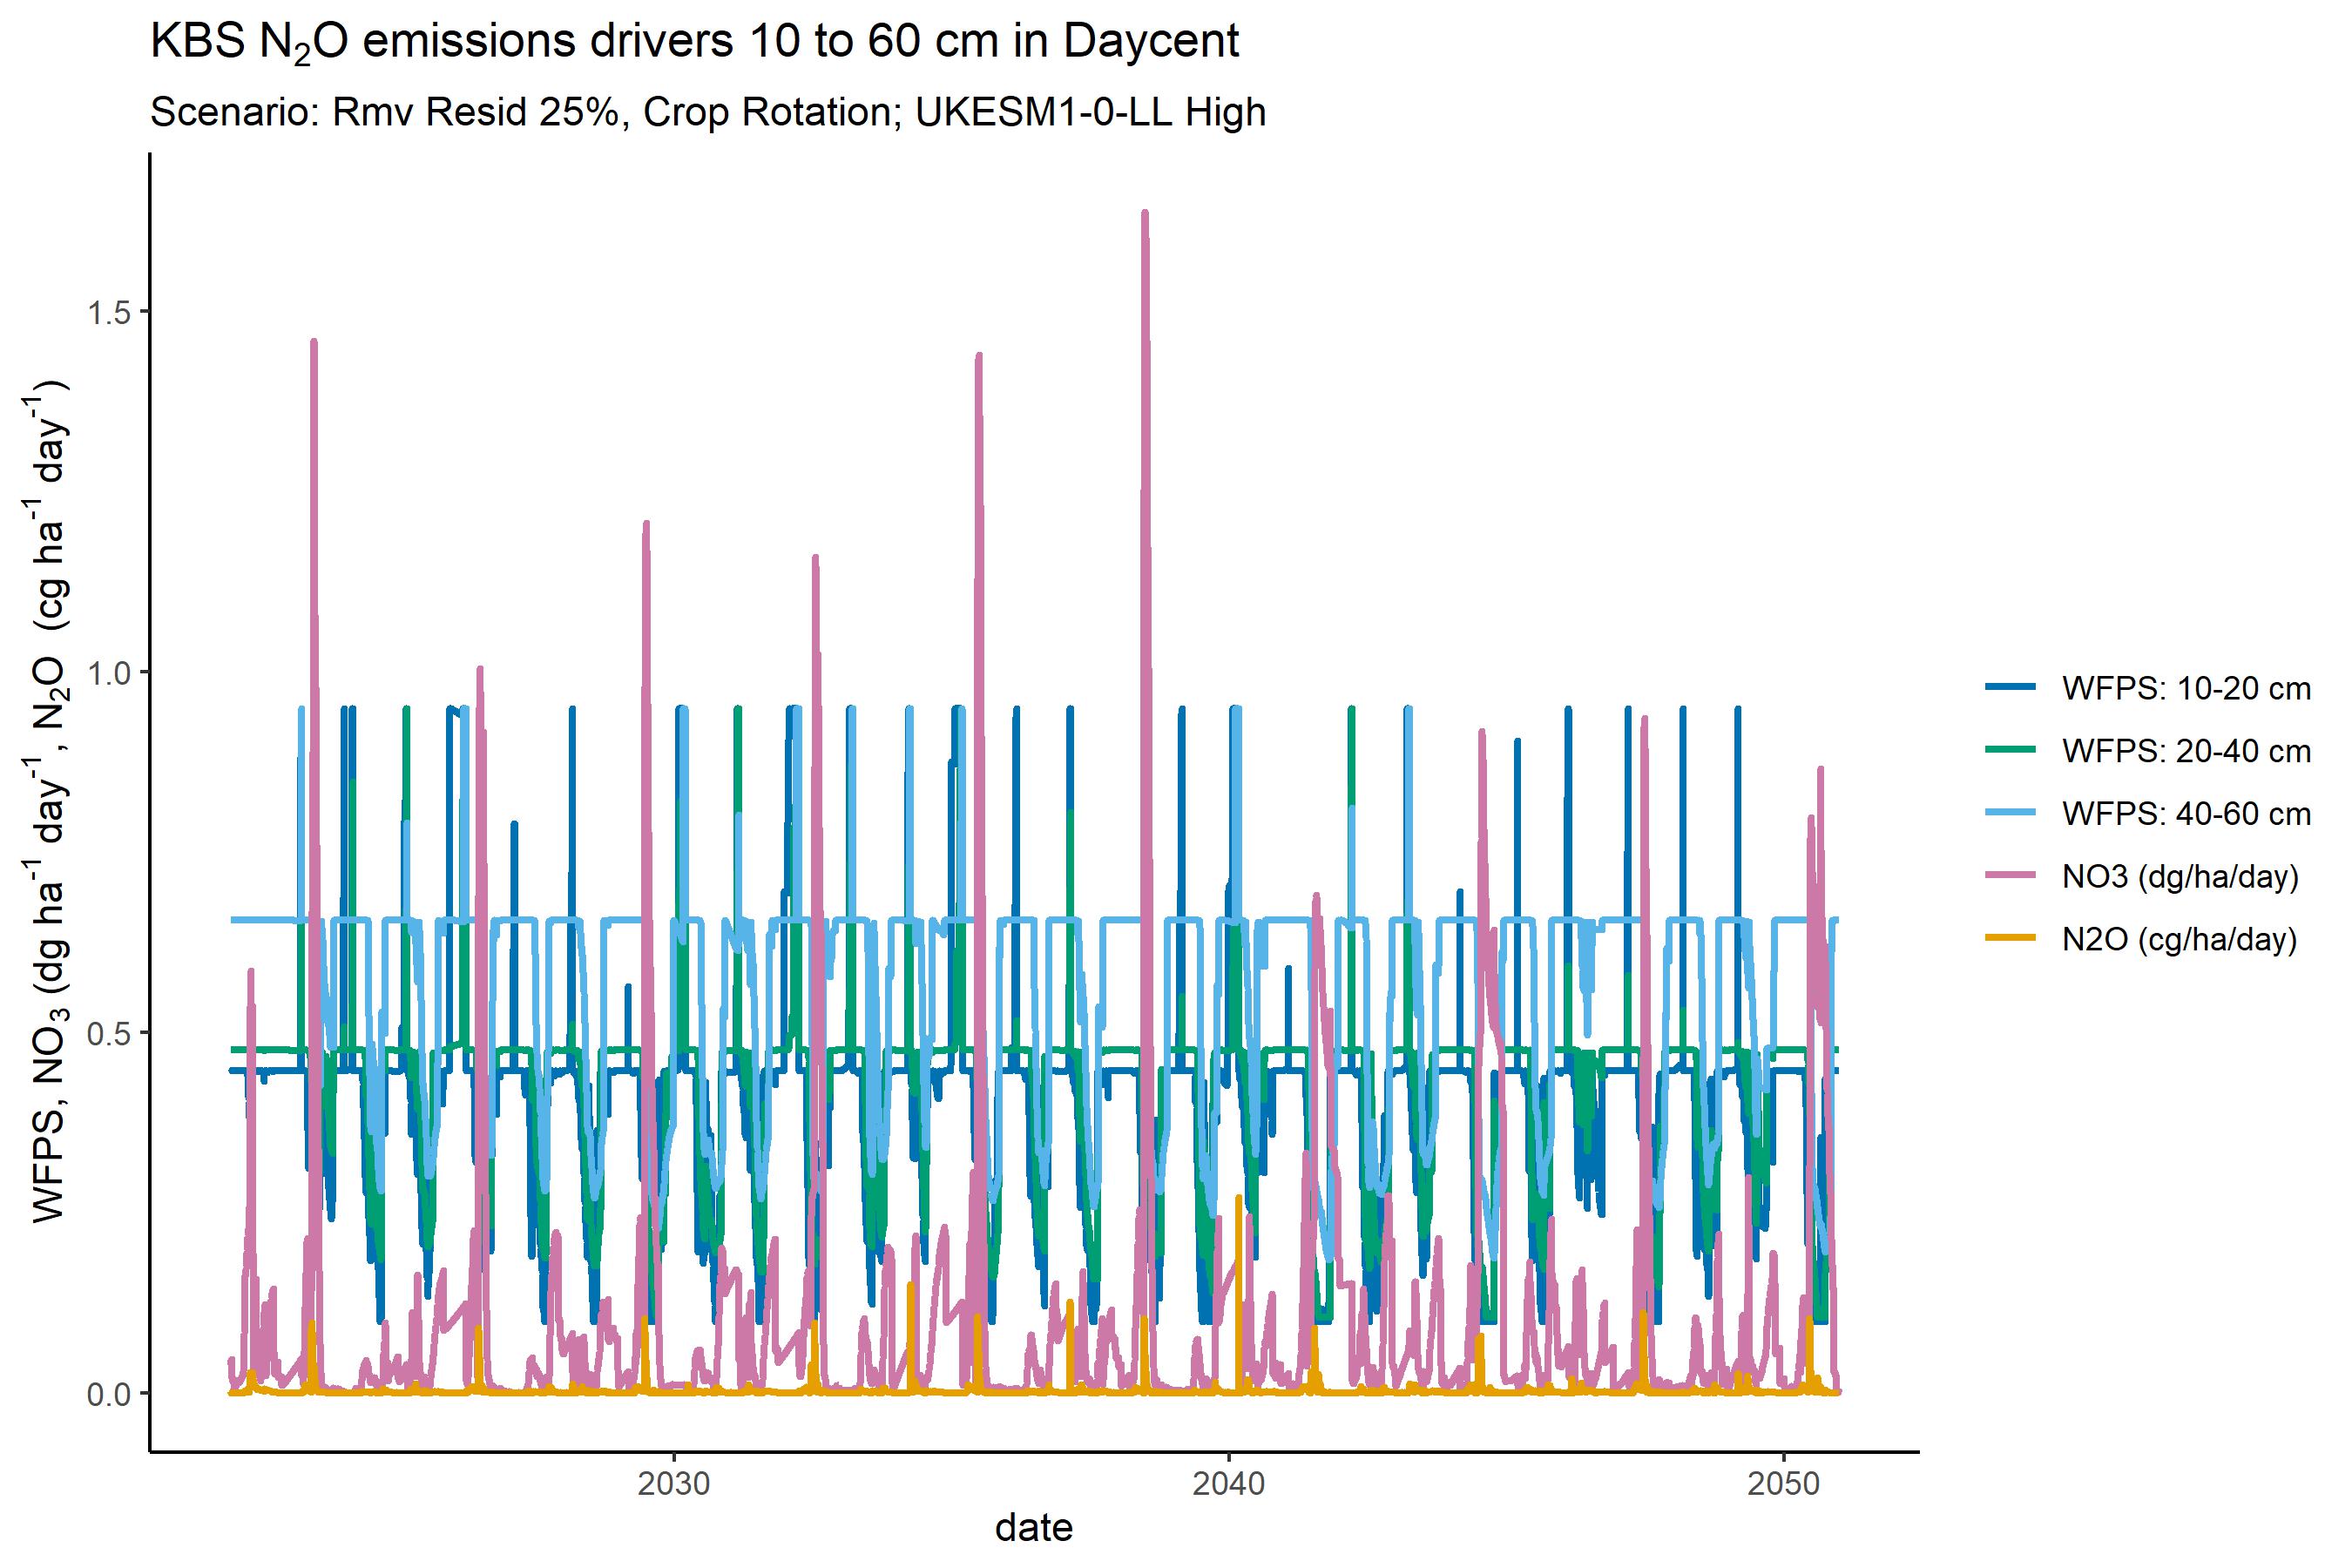 KBS N₂O emissions drivers 10 to 60 cm in Daycent
Scenario: Rmv Resid 25%, Crop Rotation; UKESM1-0-LL High
WFPS, NO₃ (dg ha⁻¹ day⁻¹, N₂O (cg ha⁻¹ day⁻¹)
1.5
1.0
0.5
0.0
2030
2040
2050
date
WFPS: 10-20 cm
WFPS: 20-40 cm
WFPS: 40-60 cm
NO3 (dg/ha/day)
N2O (cg/ha/day)